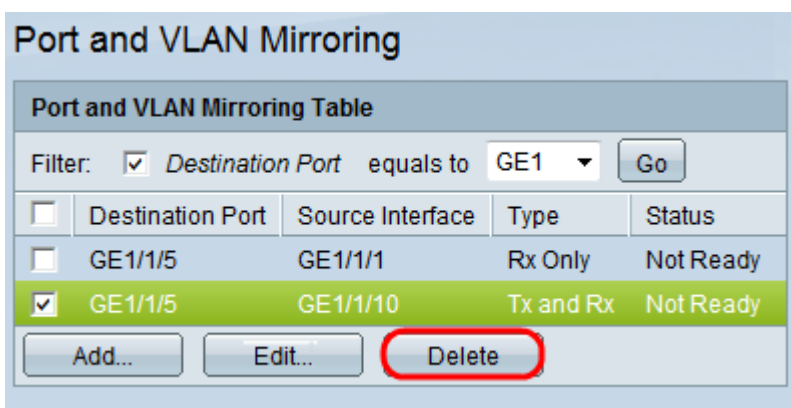 Port and VLAN Mirroring
Port and VLAN Mirroring Table
Filter: Destination Port equals to GE1 Go
Destination Port Source Interface Type Status
GE1/1/5 GE1/1/1 Rx Only Not Ready
GE1/1/5 GE1/1/10 Tx and Rx Not Ready
Add... Edit... Delete